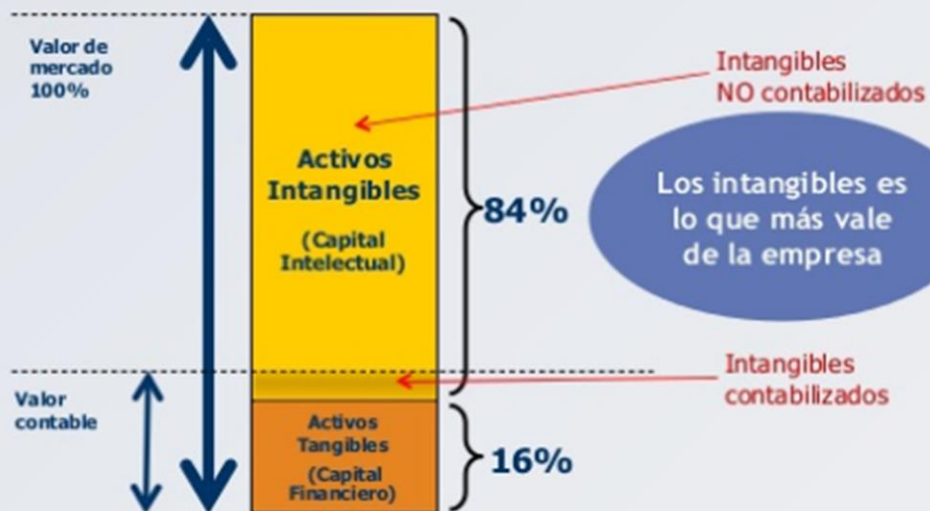 Valor de
mercado
100%
Intangibles
NO contabilizados
Activos
Intangibles
(Capital
Intelectual)
84%
Los intangibles es
lo que más vale
de la empresa
Intangibles
contabilizados
Valor
contable
Activos
Tangibles
(Capital
Financiero)
16%